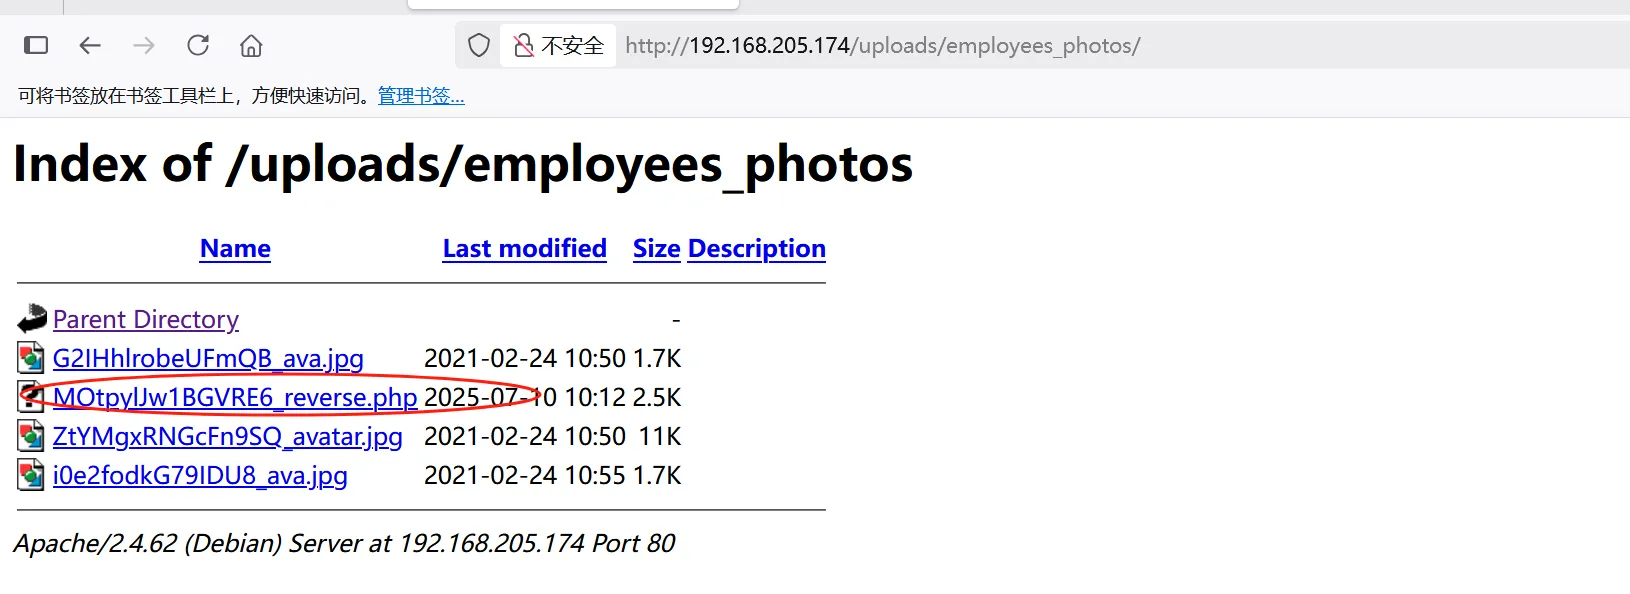 不安全 http://192.168.205.174/uploads/employees_photos/
可将书签放在书签工具栏上，方便快速访问。管理书签...
Index of /uploads/employees_photos
Name Last modified Size Description
Parent Directory -
G2IHhlrobeUFmQB_ava.jpg 2021-02-24 10:50 1.7K
MOtpylJw1BGVRE6_reverse.php 2025-07-10 10:12 2.5K
ZtYMgxRNGcFn9SQ_avatar.jpg 2021-02-24 10:50 11K
i0e2fodkG79IDU8_ava.jpg 2021-02-24 10:55 1.7K
Apache/2.4.62 (Debian) Server at 192.168.205.174 Port 80